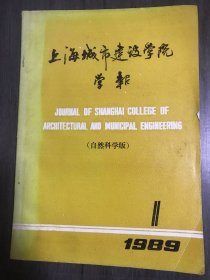 上海城市建设学院
学报
JOURNAL OF SHANGHAI COLLEGE OF
ARCHITECTURAL AND MUNICIPAL ENGINEERING
(自然科学版)
1
1989